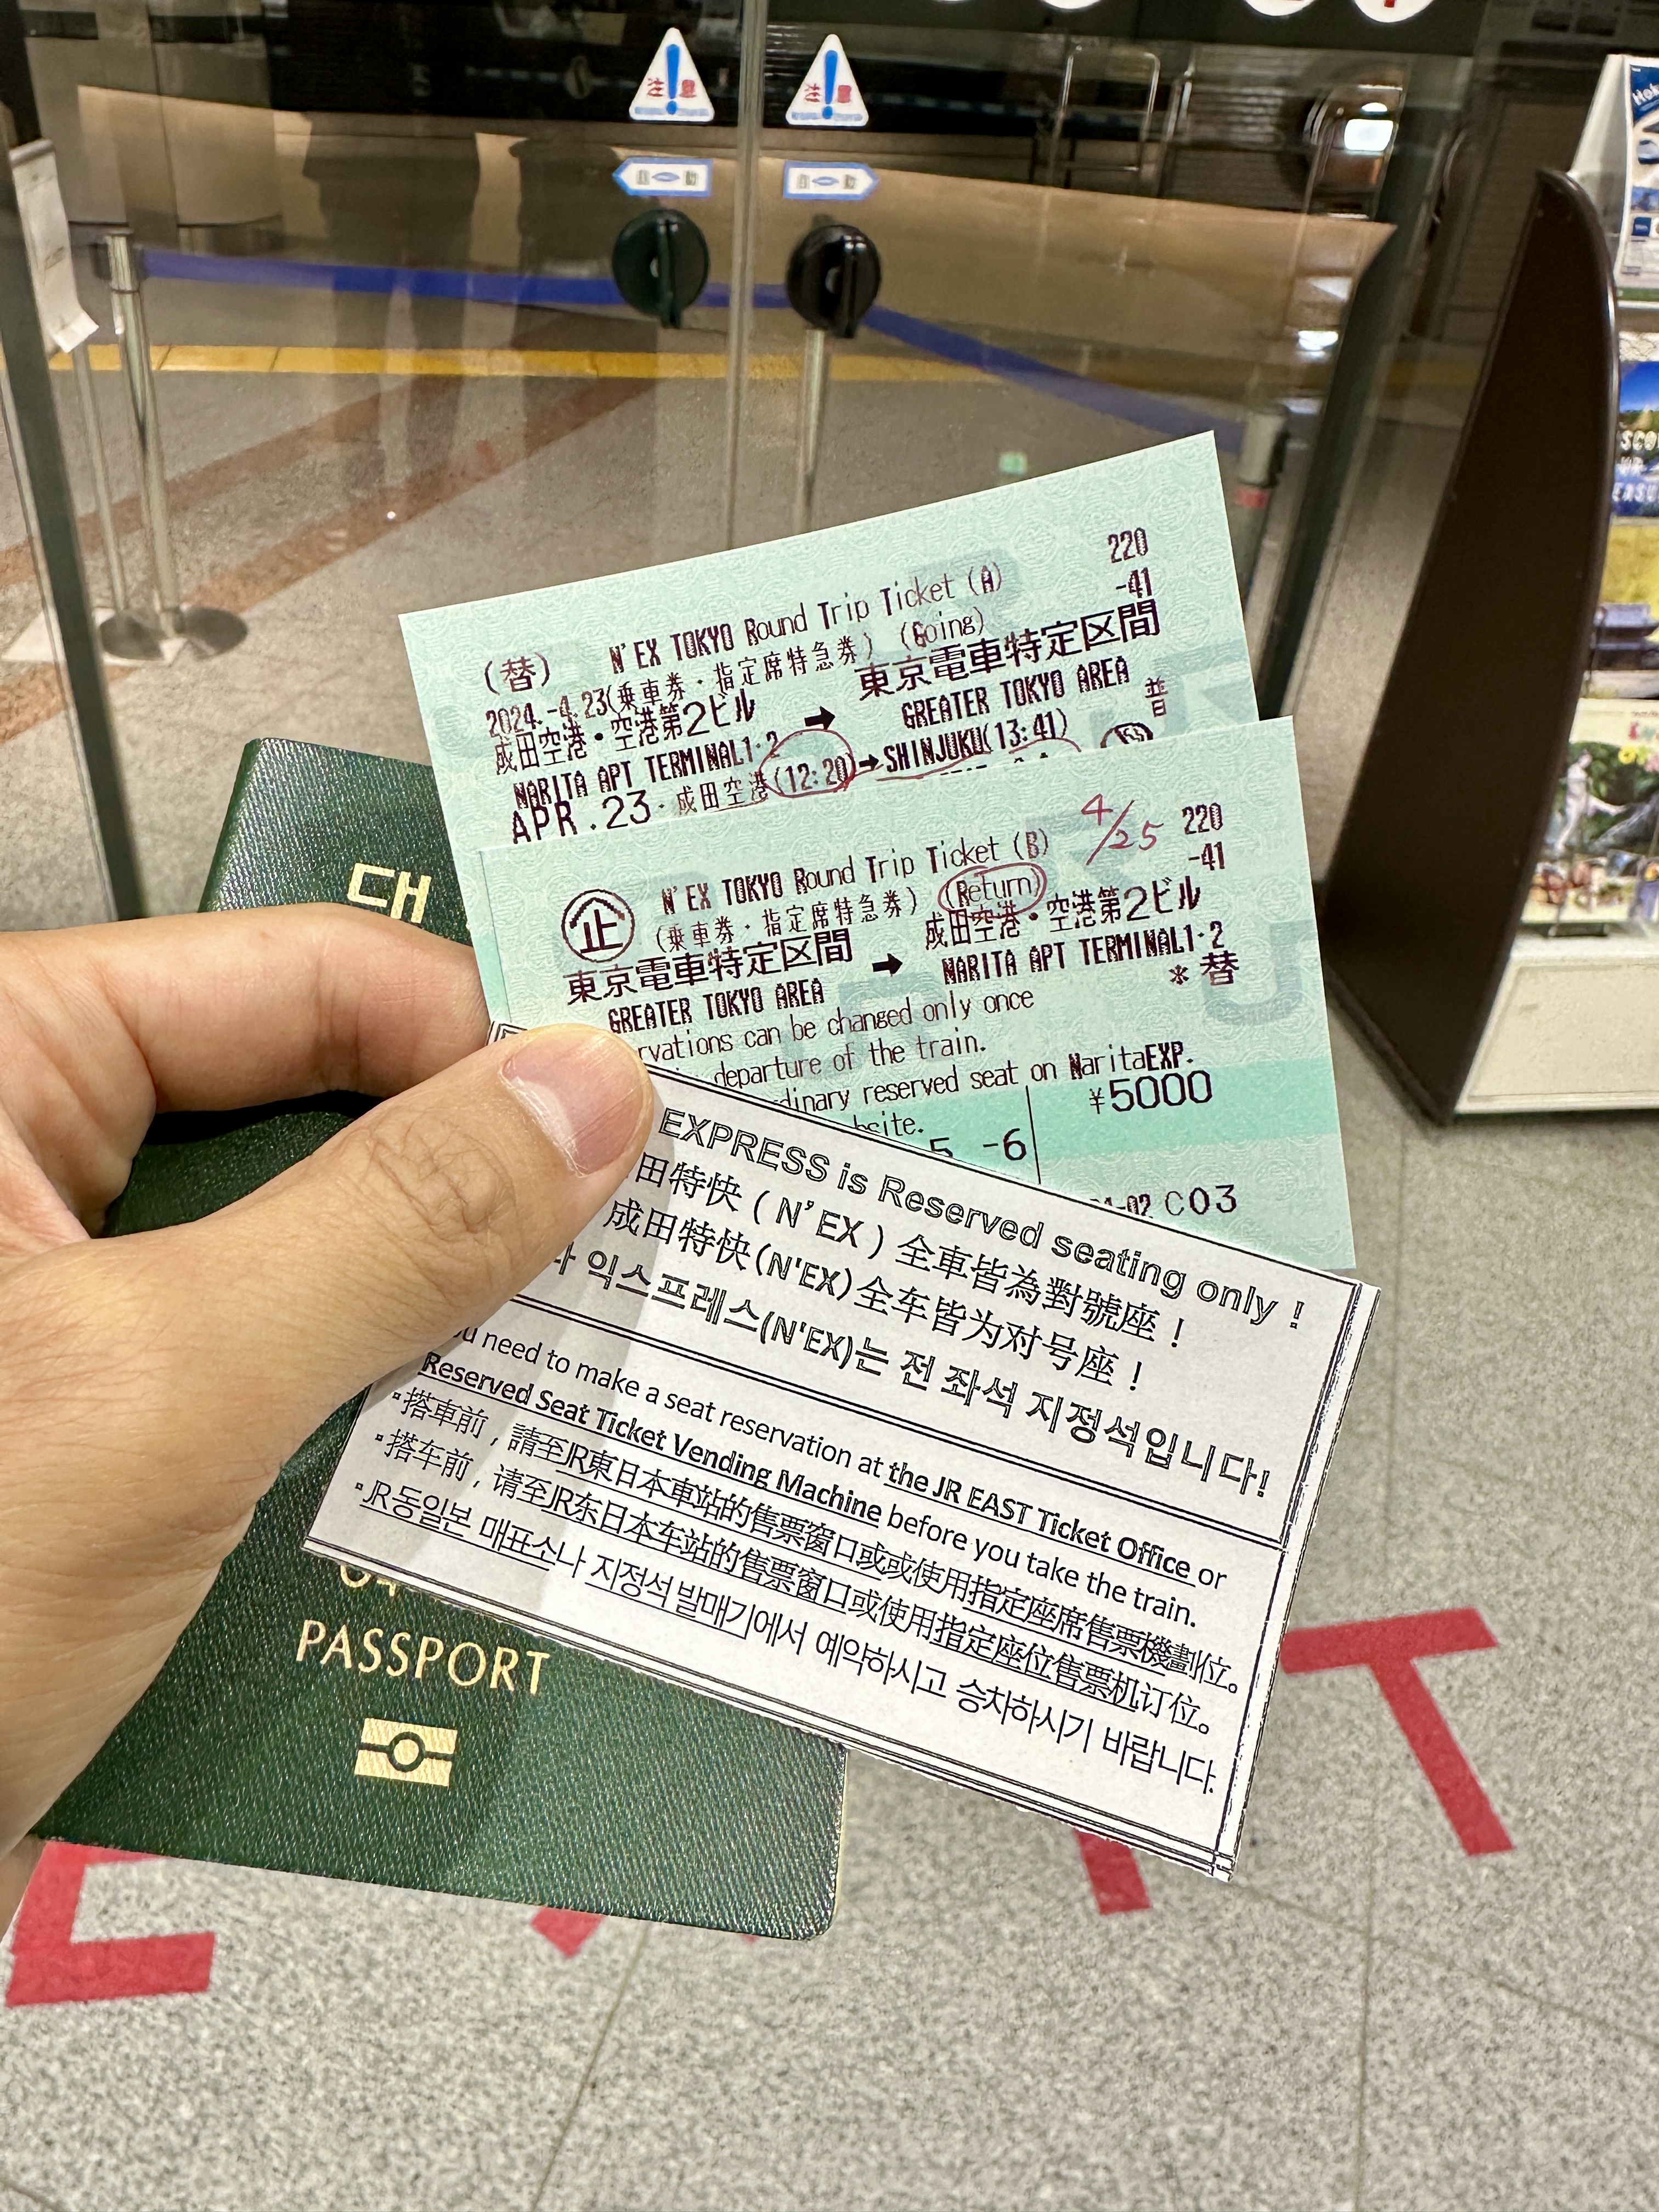 注意
注意
自動
自動
220
-41
N'EX TOKYO Round Trip Ticket (A)
(替)
2024.-4.23(乗車券・指定席特急券) (Going)
成田空港・空港第2ビル → 東京電車特定区間
NARITA APT TERMINAL1・2 GREATER TOKYO AREA 普
APR.23・成田空港(12:20)→SHINJUKU(13:41)
4/25 220
-41
企 N'EX TOKYO Round Trip Ticket (B)
(乗車券・指定席特急券) (Return)
東京電車特定区間 → 成田空港・空港第2ビル
GREATER TOKYO AREA NARITA APT TERMINAL1・2
* 替
can be changed only once
departure of the train.
reserved seat on NaritaEXP.
¥5000
-6
C03
EXPRESS is Reserved seating only !
田特快 ( N'EX ) 全車皆為對號座 !
成田特快(N'EX)全车皆为对号座 !
익스프레스(N'EX)는 전 좌석 지정석입니다!
need to make a seat reservation at the JR EAST Ticket Office or
Reserved Seat Ticket Vending Machine before you take the train.
・搭車前，請至JR東日本車站的售票窗口或或使用指定座席售票機劃位。
・搭车前，请至JR东日本车站的售票窗口或使用指定座位售票机订位。
・JR동일본 매표소나 지정석 발매기에서 예약하시고 승차하시기 바랍니다.
대
PASSPORT